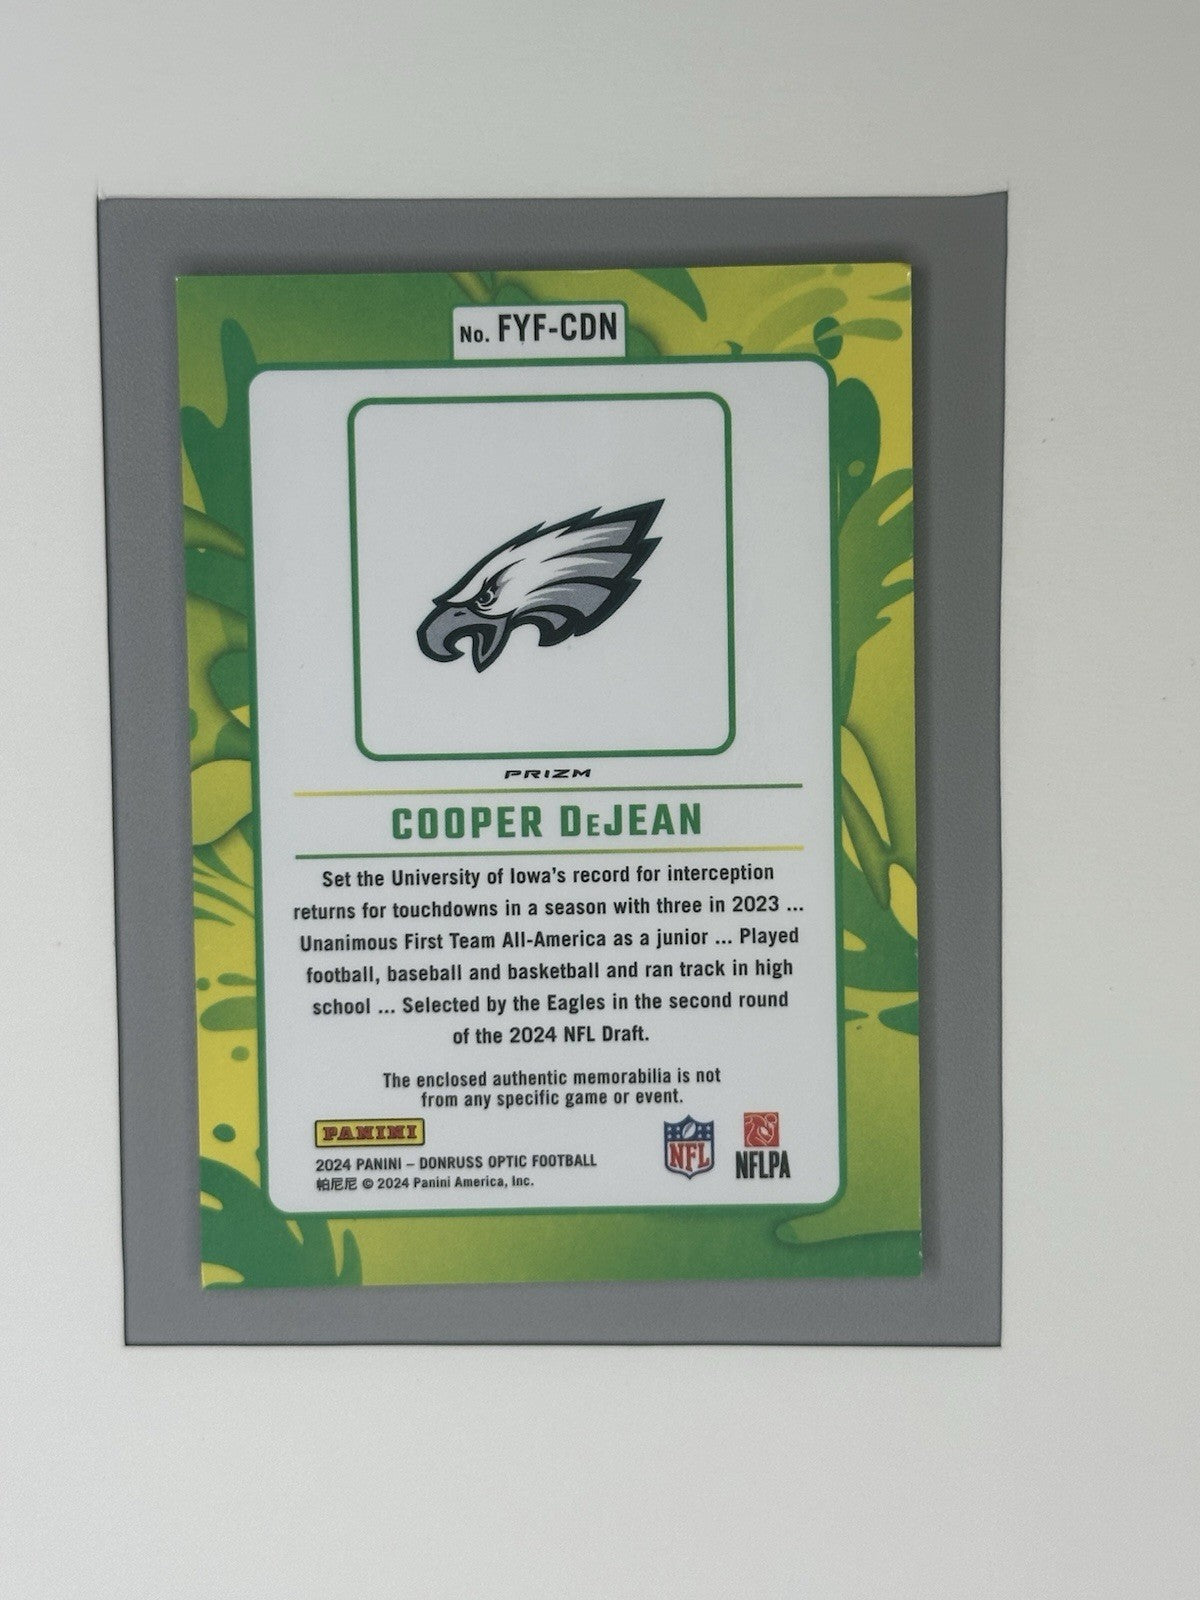 No. FYF-CDN
PRIZM
COOPER DeJEAN
Set the University of Iowa's record for interception
returns for touchdowns in a season with three in 2023 ...
Unanimous First Team All-America as a junior ... Played
football, baseball and basketball and ran track in high
school ... Selected by the Eagles in the second round
of the 2024 NFL Draft.
The enclosed authentic memorabilia is not
from any specific game or event.
PANINI
2024 PANINI – DONRUSS OPTIC FOOTBALL
帕尼尼 © 2024 Panini America, Inc.
NFL
NFLPA